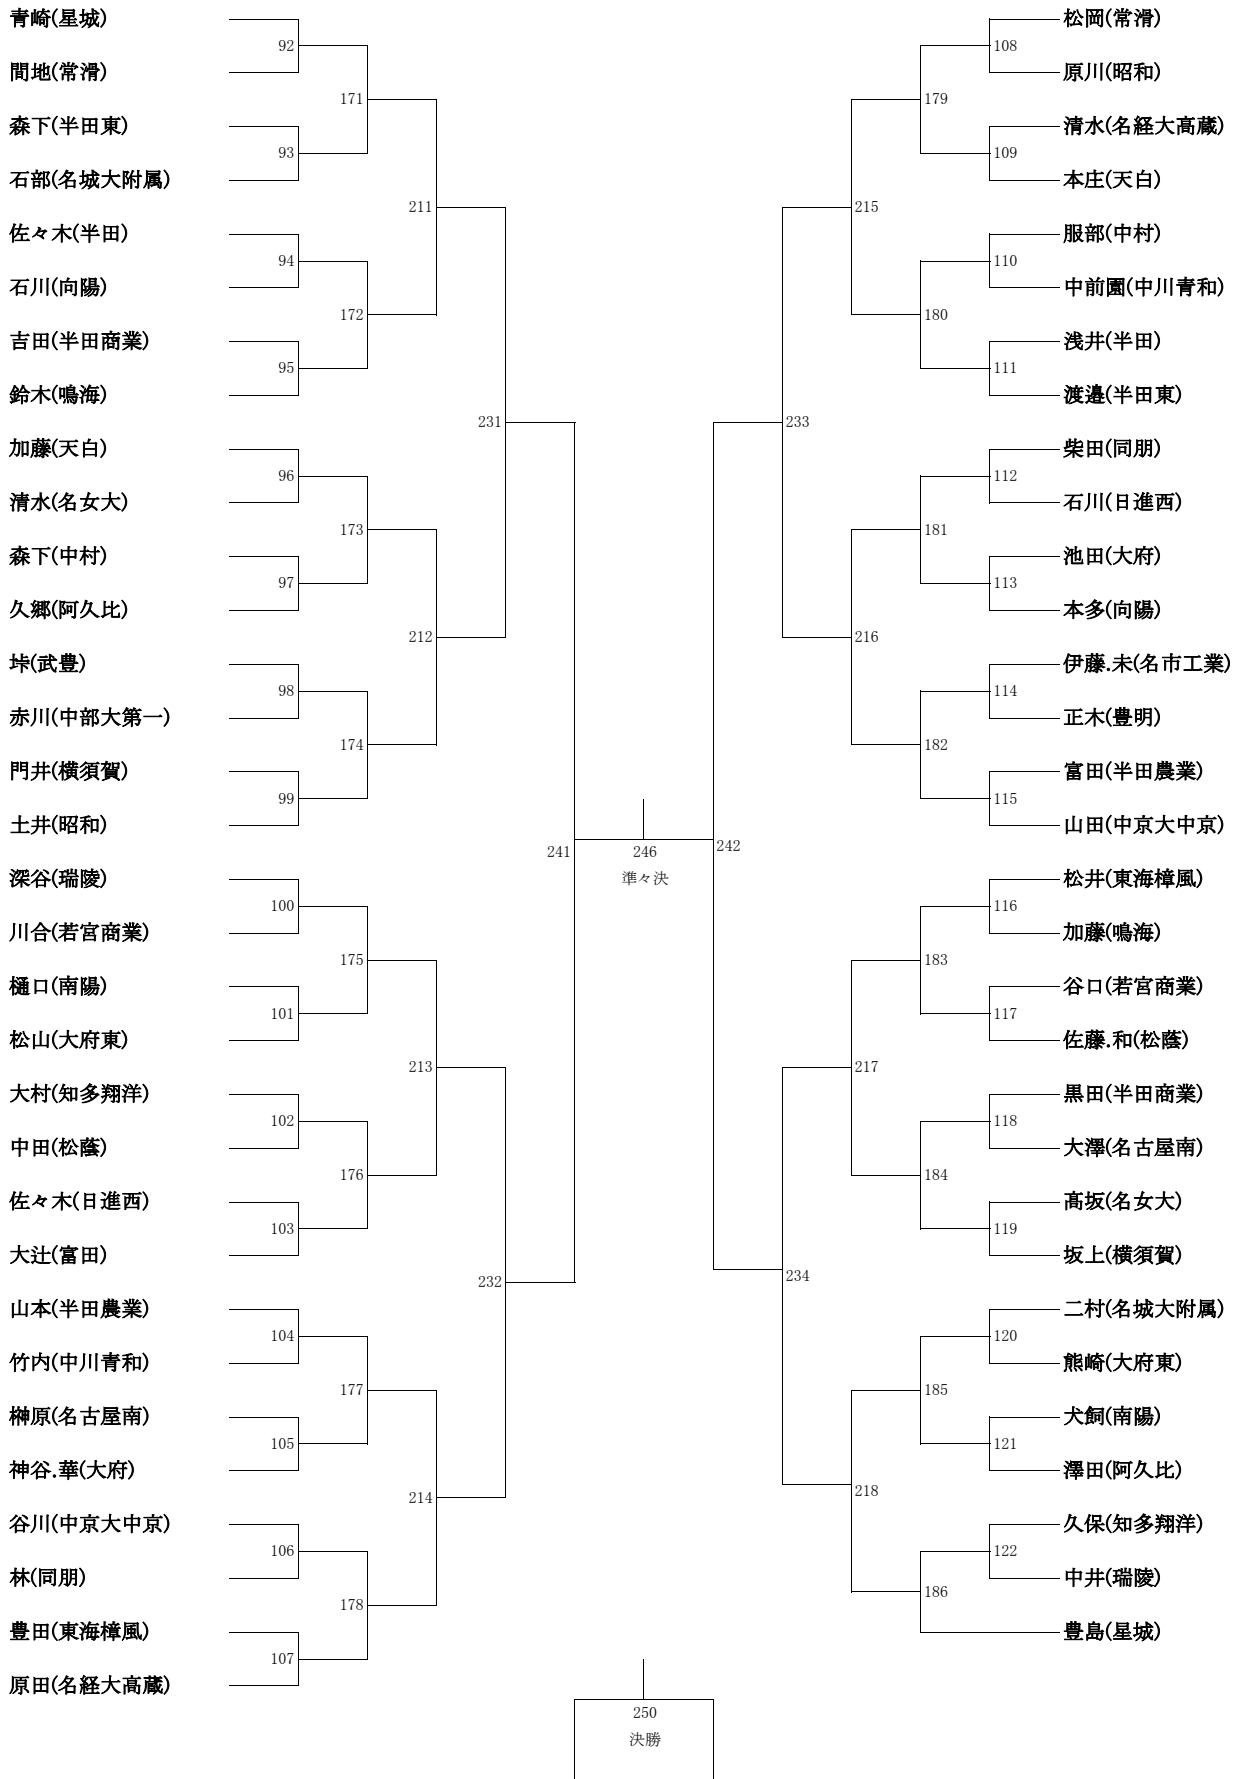 青崎(星城)
92
間地(常滑)
171
森下(半田東)
93
石部(名城大附属)
211
佐々木(半田)
94
石川(向陽)
172
吉田(半田商業)
95
鈴木(鳴海)
231
加藤(天白)
96
清水(名女大)
173
森下(中村)
97
久郷(阿久比)
212
垰(武豊)
98
赤川(中部大第一)
174
門井(横須賀)
99
土井(昭和)
241
深谷(瑞陵)
100
川合(若宮商業)
175
樋口(南陽)
101
松山(大府東)
213
大村(知多翔洋)
102
中田(松蔭)
176
佐々木(日進西)
103
大辻(富田)
232
山本(半田農業)
104
竹内(中川青和)
177
榊原(名古屋南)
105
神谷.華(大府)
214
谷川(中京大中京)
106
林(同朋)
178
豊田(東海樟風)
107
原田(名経大高蔵)
246
準々決
250
決勝
松岡(常滑)
108
原川(昭和)
179
清水(名経大高蔵)
109
本庄(天白)
215
服部(中村)
110
中前園(中川青和)
180
浅井(半田)
111
渡邉(半田東)
233
柴田(同朋)
112
石川(日進西)
181
池田(大府)
113
本多(向陽)
216
伊藤.未(名市工業)
114
正木(豊明)
182
富田(半田農業)
115
山田(中京大中京)
242
松井(東海樟風)
116
加藤(鳴海)
183
谷口(若宮商業)
117
佐藤.和(松蔭)
217
黒田(半田商業)
118
大澤(名古屋南)
184
髙坂(名女大)
119
坂上(横須賀)
234
二村(名城大附属)
120
熊崎(大府東)
185
犬飼(南陽)
121
澤田(阿久比)
218
久保(知多翔洋)
122
中井(瑞陵)
186
豊島(星城)